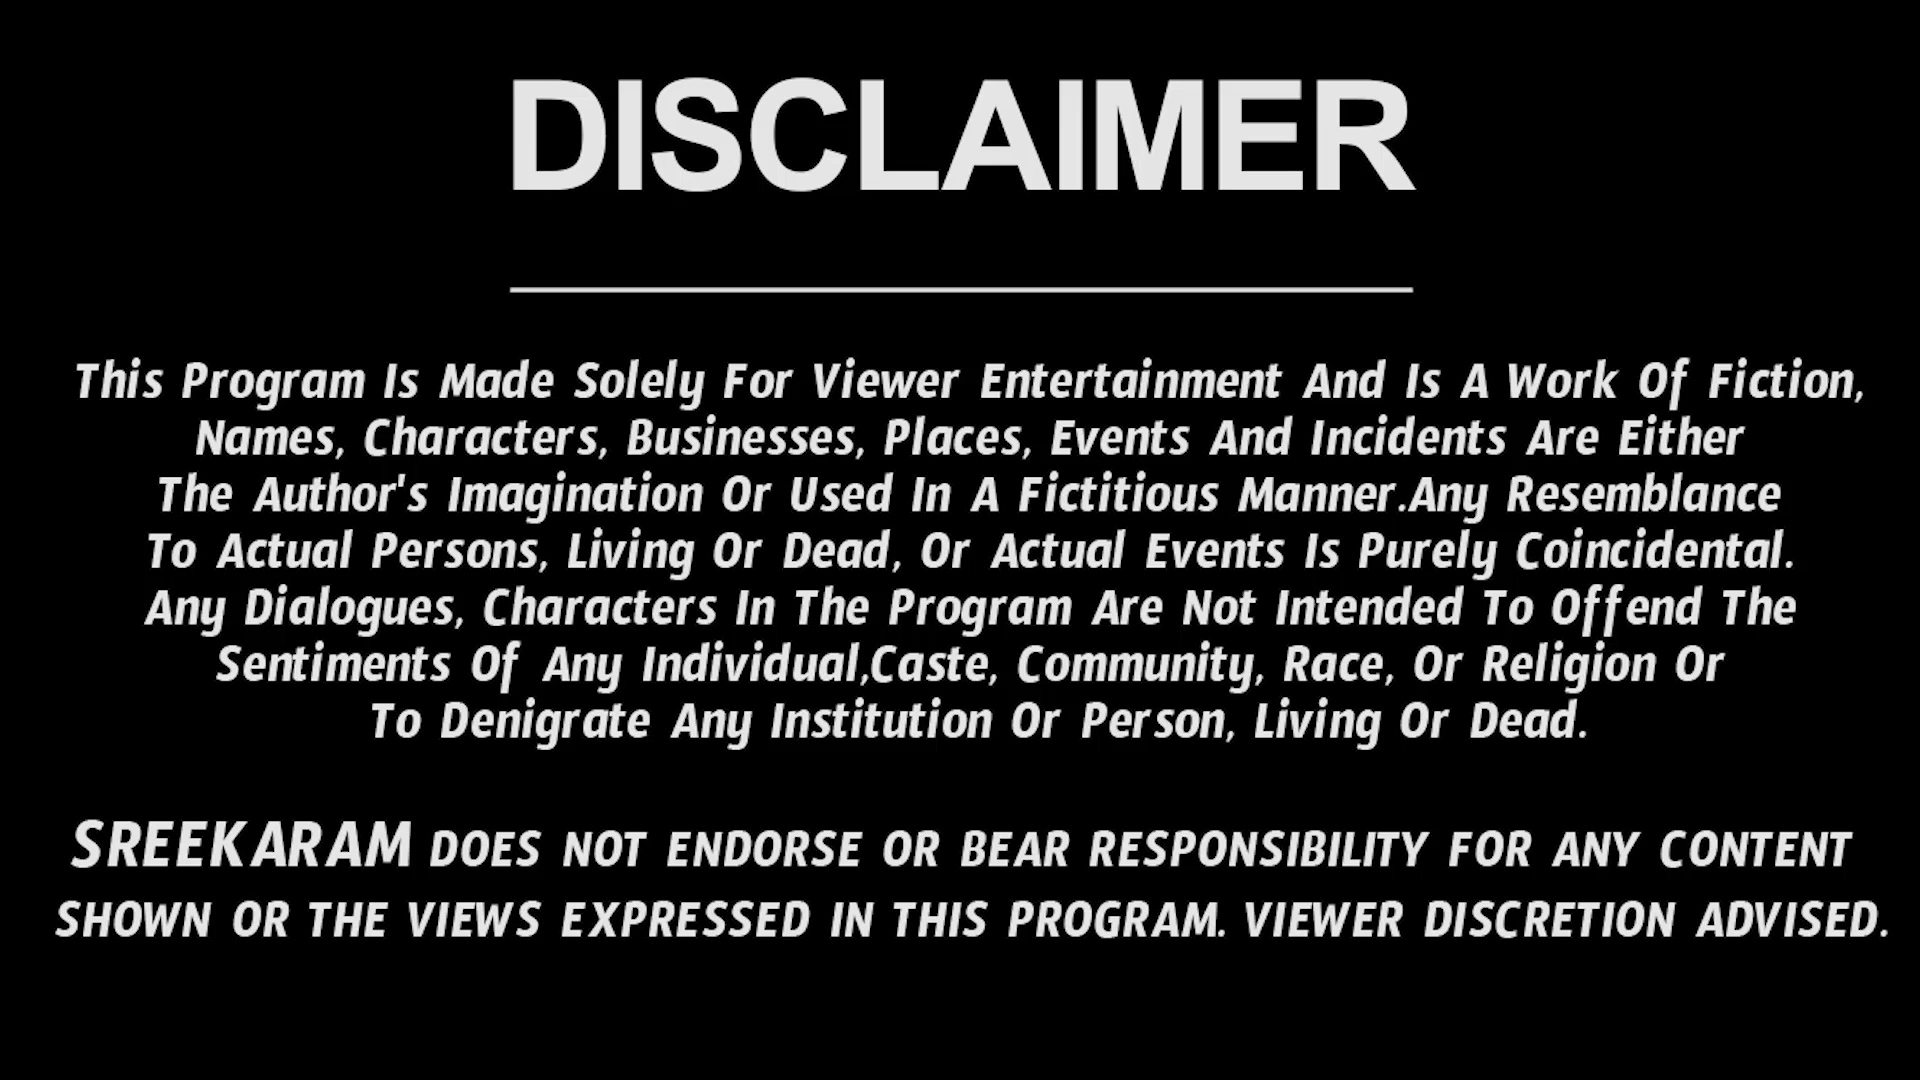 DISCLAIMER
This Program Is Made Solely For Viewer Entertainment And Is A Work Of Fiction,
Names, Characters, Businesses, Places, Events And Incidents Are Either
The Author's Imagination Or Used In A Fictitious Manner.Any Resemblance
To Actual Persons, Living Or Dead, Or Actual Events Is Purely Coincidental.
Any Dialogues, Characters In The Program Are Not Intended To Offend The
Sentiments Of Any Individual,Caste, Community, Race, Or Religion Or
To Denigrate Any Institution Or Person, Living Or Dead.
SREEKARAM DOES NOT ENDORSE OR BEAR RESPONSIBILITY FOR ANY CONTENT
SHOWN OR THE VIEWS EXPRESSED IN THIS PROGRAM. VIEWER DISCRETION ADVISED.